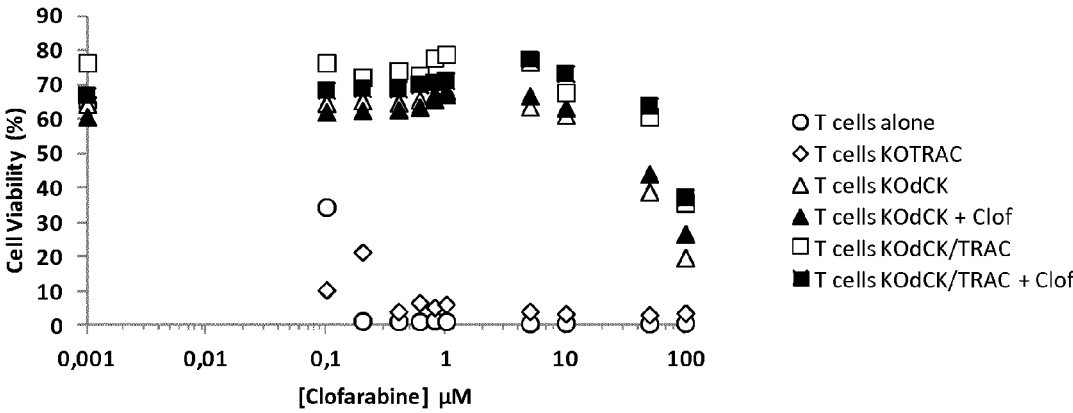 90
80
70
60
50
40
30
20
10
0
Cell Viability (%)
0,001 0,01 0,1 1 10 100
[Clofarabine] µM
T cells alone
T cells KOTRAC
T cells KOdCK
T cells KOdCK + Clof
T cells KOdCK/TRAC
T cells KOdCK/TRAC + Clof